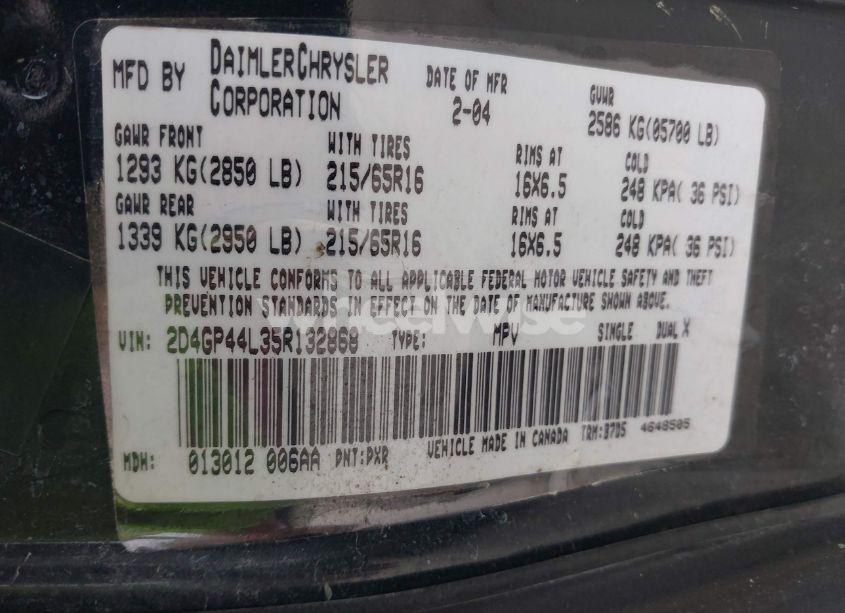 MFD BY DAIMLERCHRYSLER CORPORATION DATE OF MFR 2-04 GVWR 2586 KG(05700 LB)
GAWR FRONT WITH TIRES RIMS AT COLD
1293 KG(2850 LB) 215/65R16 16X6.5 248 KPA( 36 PSI)
GAWR REAR WITH TIRES RIMS AT COLD
1339 KG(2950 LB) 215/65R16 16X6.5 248 KPA( 36 PSI)
THIS VEHICLE CONFORMS TO ALL APPLICABLE FEDERAL MOTOR VEHICLE SAFETY AND THEFT
PREVENTION STANDARDS IN EFFECT ON THE DATE OF MANUFACTURE SHOWN ABOVE.
wheelwise
VIN: 2D4GP44L35R132868 TYPE: MPV SINGLE DUAL X
MDH: 013012 006AA PNT:PXR VEHICLE MADE IN CANADA TRM:B7D5 4648505